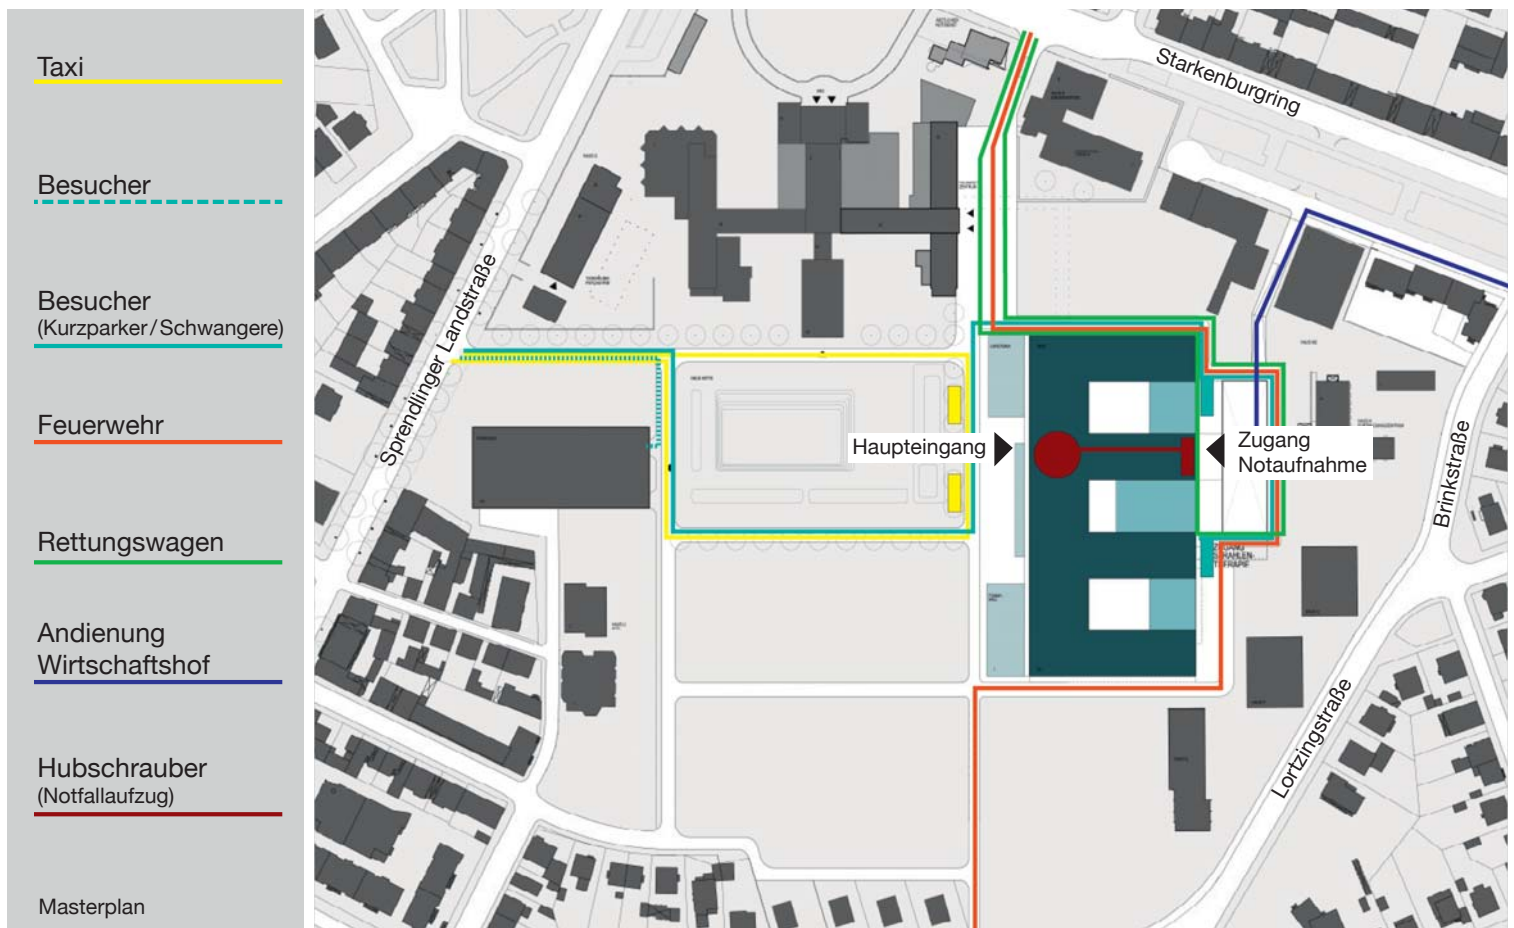 Taxi
Besucher
Besucher
(Kurzparker/Schwangere)
Feuerwehr
Rettungswagen
Andienung
Wirtschaftshof
Hubschrauber
(Notfallaufzug)
Masterplan
Starkenburgring
Sprendlinger Landstraße
Haupteingang
Zugang
Notaufnahme
Brinkstraße
Lortzingstraße